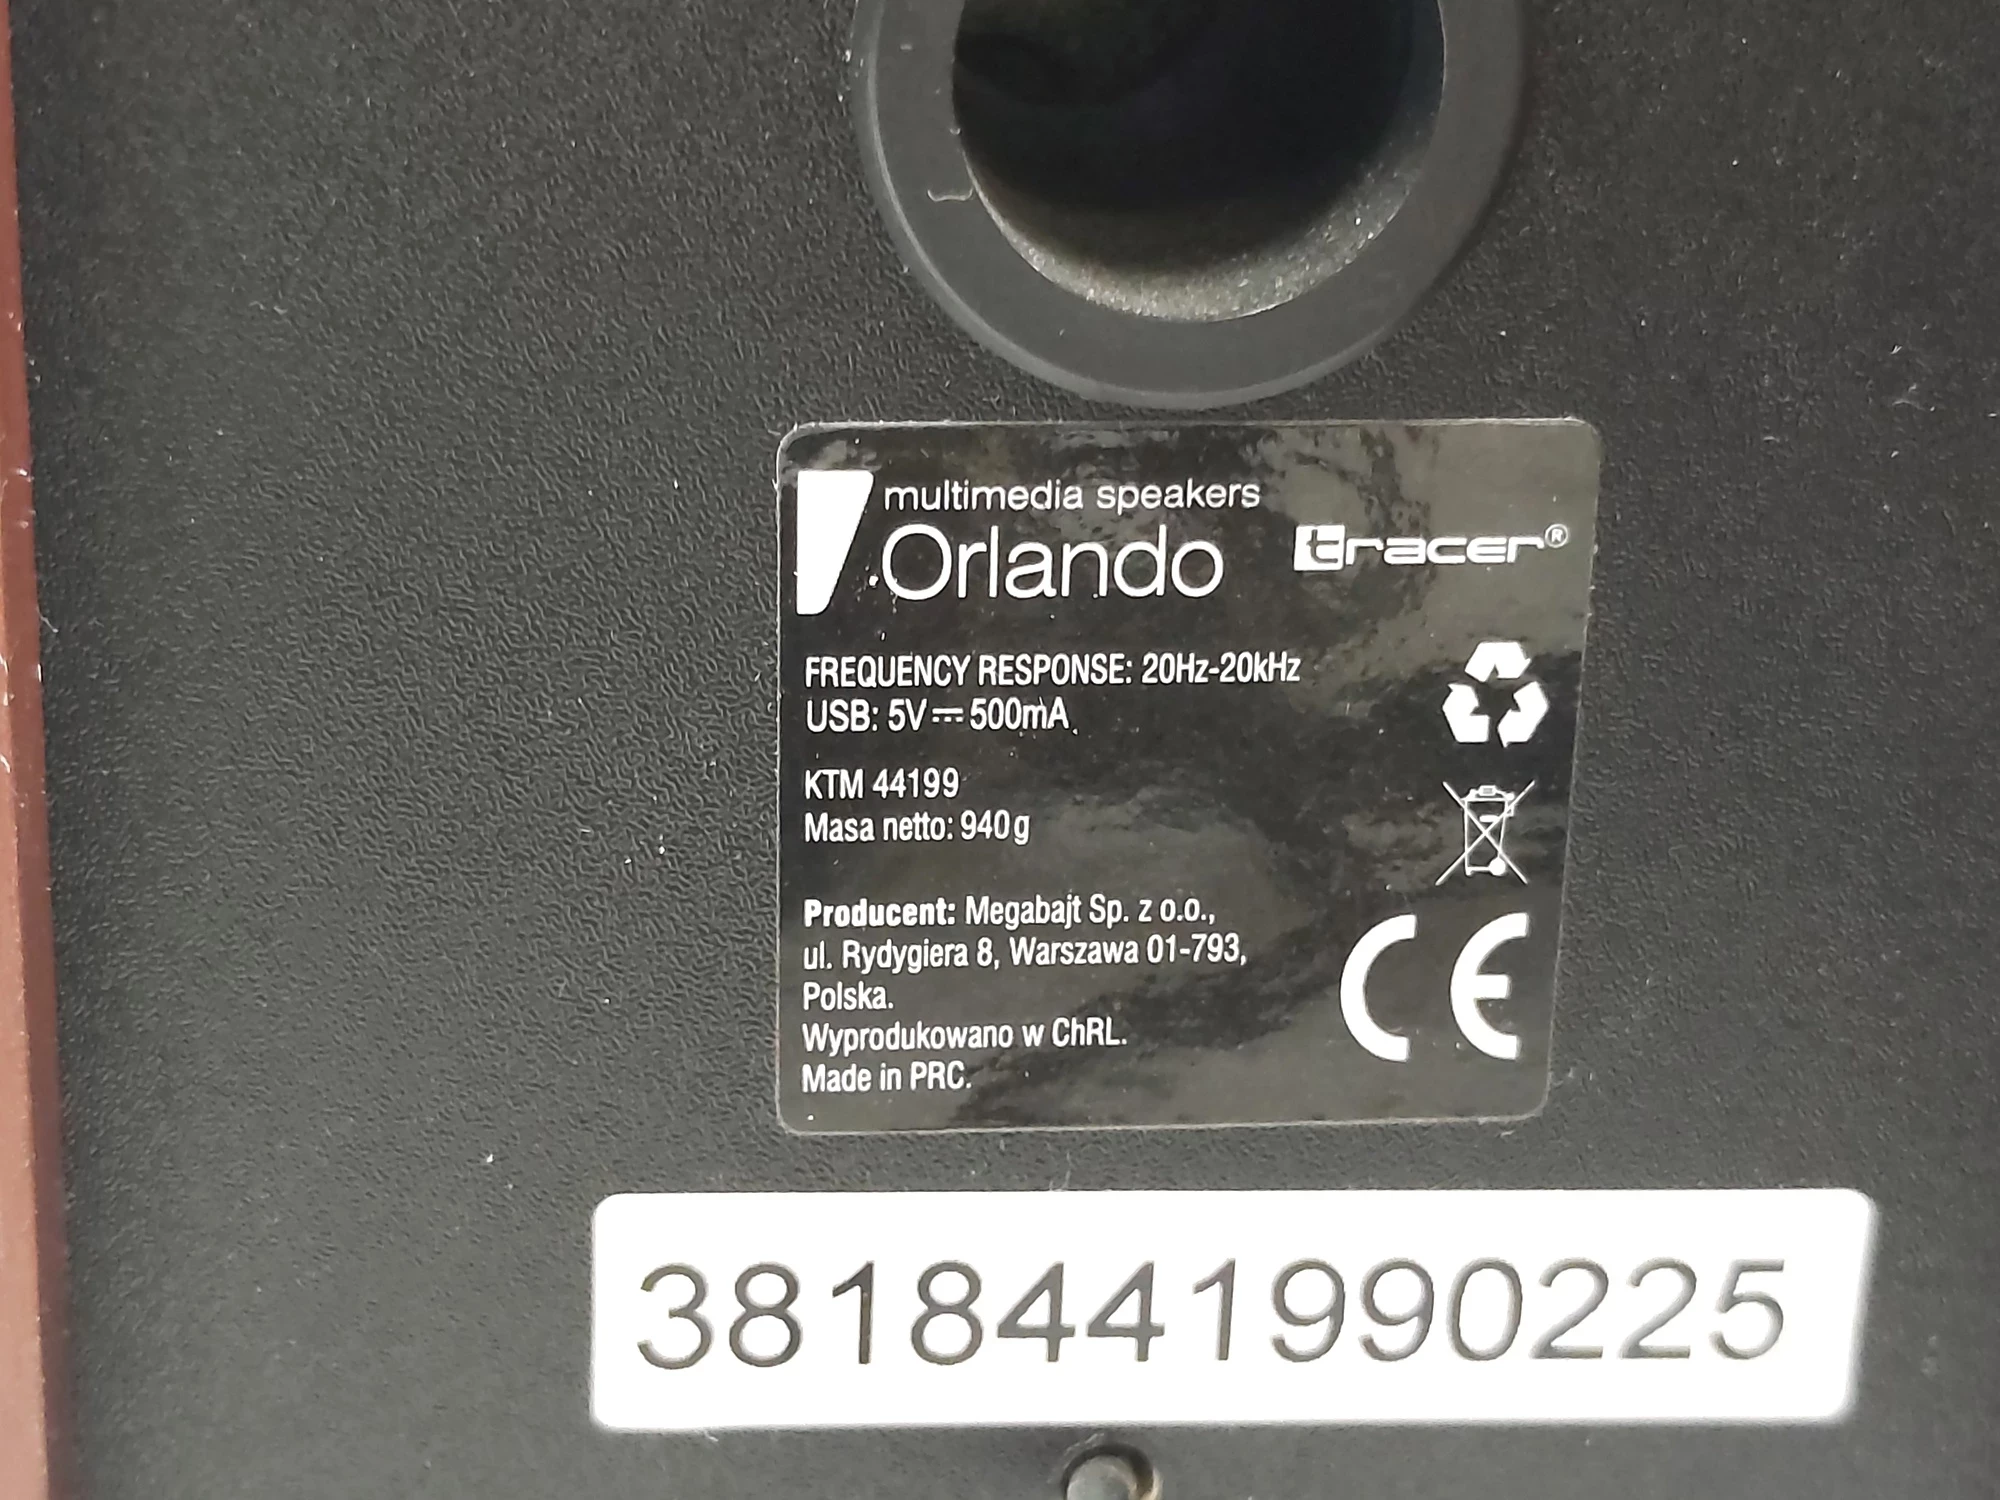 multimedia speakers
Orlando
tracer®
FREQUENCY RESPONSE: 20Hz-20kHz
USB: 5V⎓500mA
KTM 44199
Masa netto: 940g
Producent: Megabajt Sp. z o.o.,
ul. Rydygiera 8, Warszawa 01-793,
Polska.
Wyprodukowano w ChRL.
Made in PRC.
CE
3818441990225